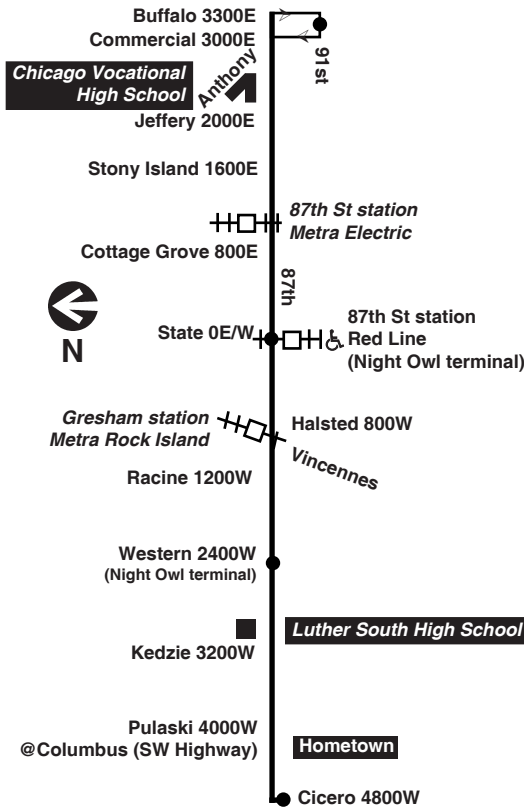 Buffalo 3300E
Commercial 3000E
91st
Anthony
Chicago Vocational
High School
Jeffery 2000E
Stony Island 1600E
87th St station
Metra Electric
Cottage Grove 800E
87th
N
State 0E/W
87th St station
Red Line
(Night Owl terminal)
Gresham station
Metra Rock Island
Halsted 800W
Vincennes
Racine 1200W
Western 2400W
(Night Owl terminal)
Luther South High School
Kedzie 3200W
Pulaski 4000W
@Columbus (SW Highway)
Hometown
Cicero 4800W